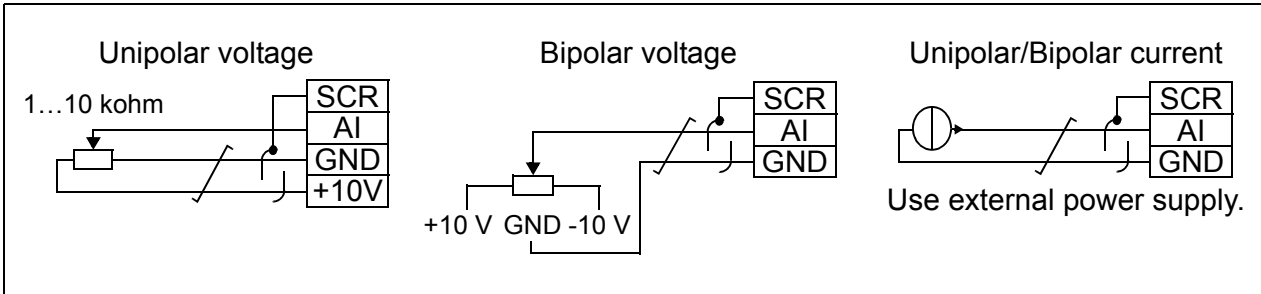 Unipolar voltage
1…10 kohm
SCR
AI
GND
+10V
Bipolar voltage
SCR
AI
GND
+10 V GND -10 V
Unipolar/Bipolar current
SCR
AI
GND
Use external power supply.